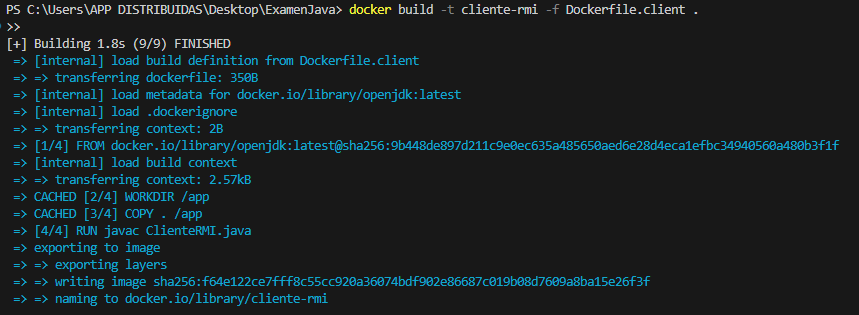 PS C:\Users\APP DISTRIBUIDAS\Desktop\ExamenJava> docker build -t cliente-rmi -f Dockerfile.client .
>>
[+] Building 1.8s (9/9) FINISHED
=> [internal] load build definition from Dockerfile.client
=> => transferring dockerfile: 350B
=> [internal] load metadata for docker.io/library/openjdk:latest
=> [internal] load .dockerignore
=> => transferring context: 2B
=> [1/4] FROM docker.io/library/openjdk:latest@sha256:9b448de897d211c9e0ec635a485650aed6e28d4eca1efbc34940560a480b3f1f
=> [internal] load build context
=> => transferring context: 2.57kB
=> CACHED [2/4] WORKDIR /app
=> CACHED [3/4] COPY . /app
=> [4/4] RUN javac ClienteRMI.java
=> exporting to image
=> => exporting layers
=> => writing image sha256:f64e122ce7fff8c55cc920a36074bdf902e86687c019b08d7609a8ba15e26f3f
=> => naming to docker.io/library/cliente-rmi